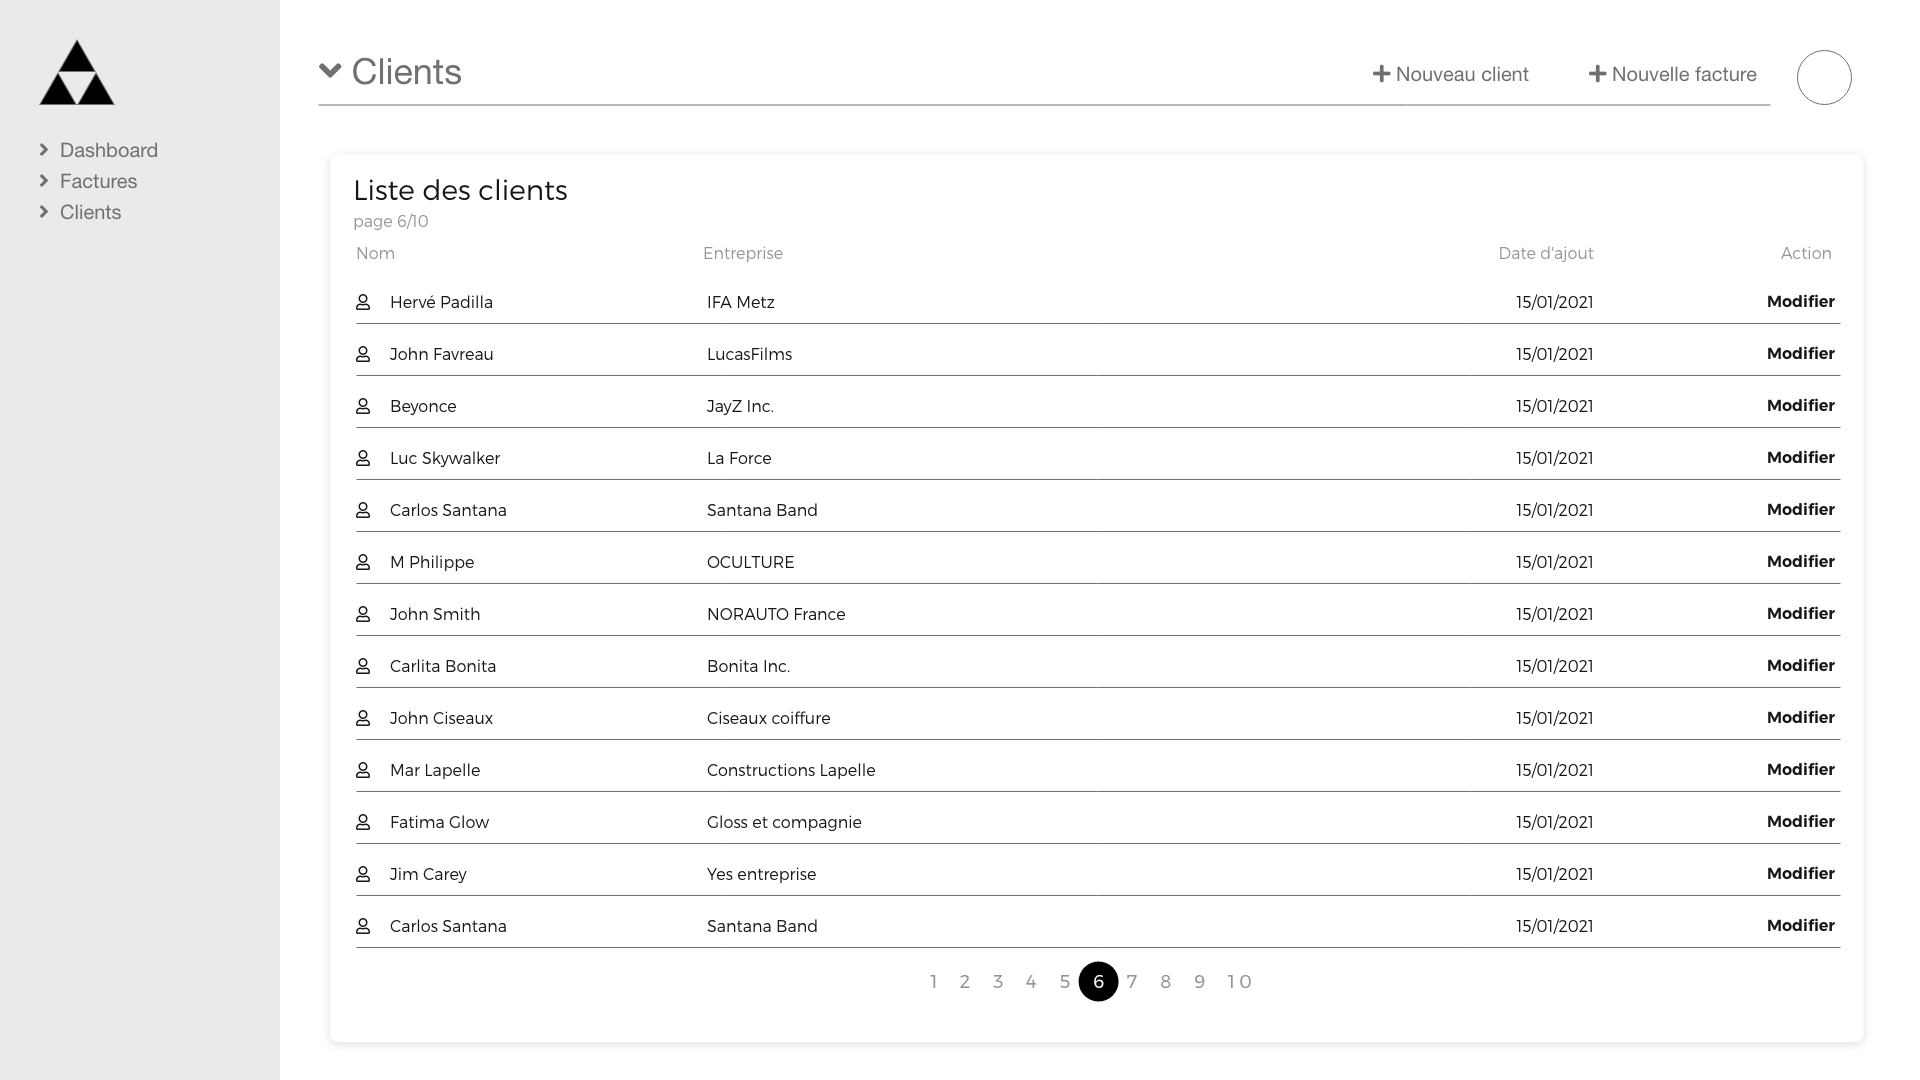 Clients
Nouveau client
Nouvelle facture
Dashboard
Factures
Clients
Liste des clients
page 6/10
Nom Entreprise Date d'ajout Action
Hervé Padilla IFA Metz 15/01/2021 Modifier
John Favreau LucasFilms 15/01/2021 Modifier
Beyonce JayZ Inc. 15/01/2021 Modifier
Luc Skywalker La Force 15/01/2021 Modifier
Carlos Santana Santana Band 15/01/2021 Modifier
M Philippe OCULTURE 15/01/2021 Modifier
John Smith NORAUTO France 15/01/2021 Modifier
Carlita Bonita Bonita Inc. 15/01/2021 Modifier
John Ciseaux Ciseaux coiffure 15/01/2021 Modifier
Mar Lapelle Constructions Lapelle 15/01/2021 Modifier
Fatima Glow Gloss et compagnie 15/01/2021 Modifier
Jim Carey Yes entreprise 15/01/2021 Modifier
Carlos Santana Santana Band 15/01/2021 Modifier
1 2 3 4 5 6 7 8 9 10